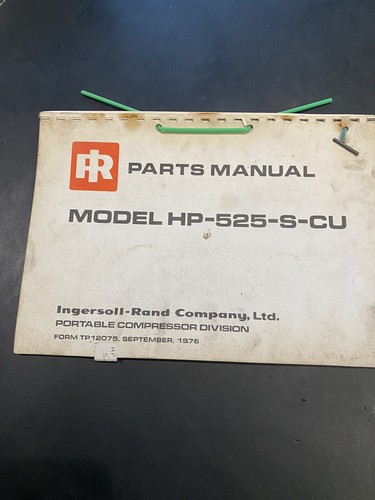 IR
PARTS MANUAL
MODEL HP-525-S-CU
Ingersoll-Rand Company, Ltd.
PORTABLE COMPRESSOR DIVISION
FORM TP12075, SEPTEMBER, 1976